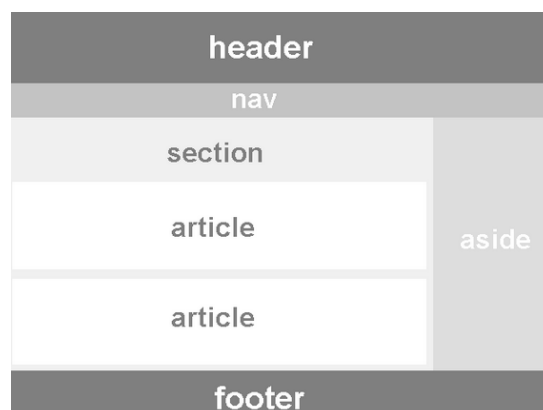 header
nav
section
article
aside
article
footer